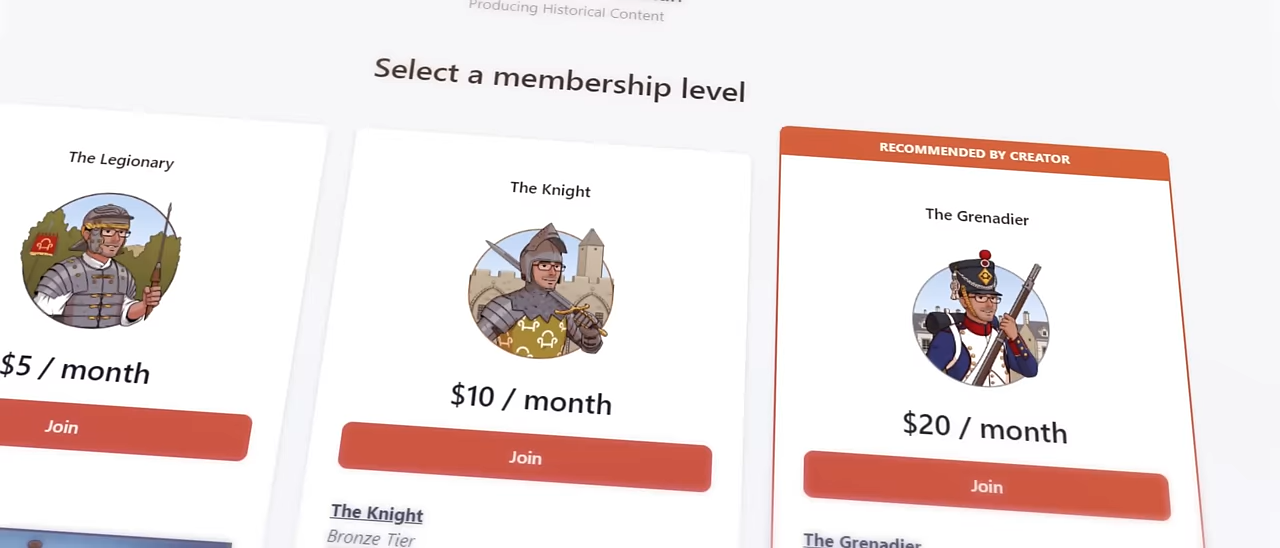 Producing Historical Content
Select a membership level
The Legionary
$5 / month
Join
The Knight
$10 / month
Join
The Knight
Bronze Tier
RECOMMENDED BY CREATOR
The Grenadier
$20 / month
Join
The Grenadier